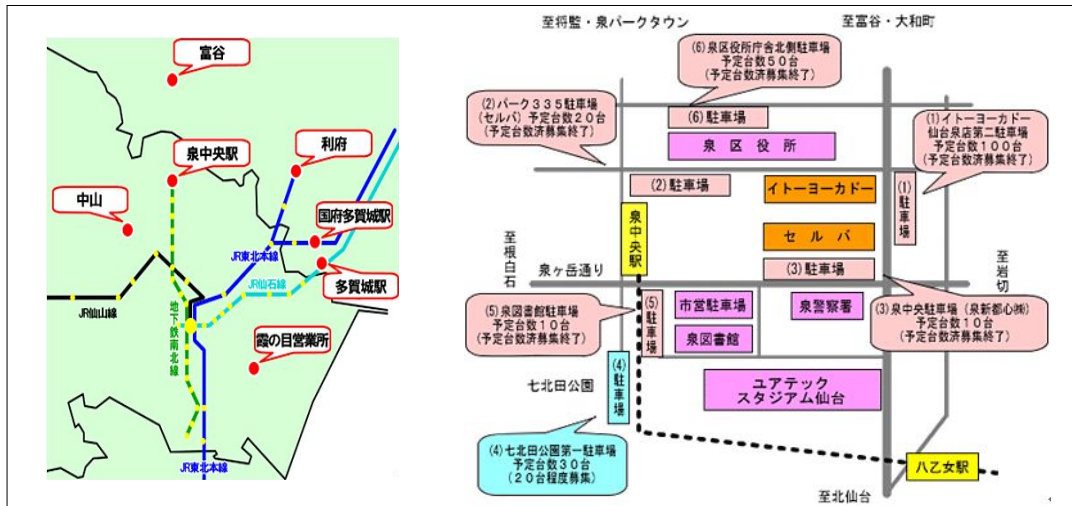 富谷
泉中央駅
利府
中山
国府多賀城駅
JR東北本線
JR仙石線
多賀城駅
JR仙山線
地下鉄南北線
霞の目営業所
JR東北本線
至将監・泉パークタウン
至富谷・大和町
(6)泉区役所庁舎北側駐車場
予定台数50台
(予定台数済募集終了)
(2)パーク335駐車場
(セルバ)予定台数20台
(予定台数済募集終了)
(1)イトーヨーカドー
仙台泉店第二駐車場
予定台数100台
(予定台数済募集終了)
(6)駐車場
泉区役所
(2)駐車場
イトーヨーカドー
(1)駐車場
泉中央駅
セルバ
至根白石
泉ヶ岳通り
(3)駐車場
至岩切
(5)泉図書館駐車場
予定台数10台
(予定台数済募集終了)
(5)駐車場
市営駐車場
泉警察署
(3)泉中央駐車場(泉新都心㈱)
予定台数10台
(予定台数済募集終了)
泉図書館
七北田公園
(4)駐車場
ユアテック
スタジアム仙台
(4)七北田公園第一駐車場
予定台数30台
(20台程度募集)
八乙女駅
至北仙台